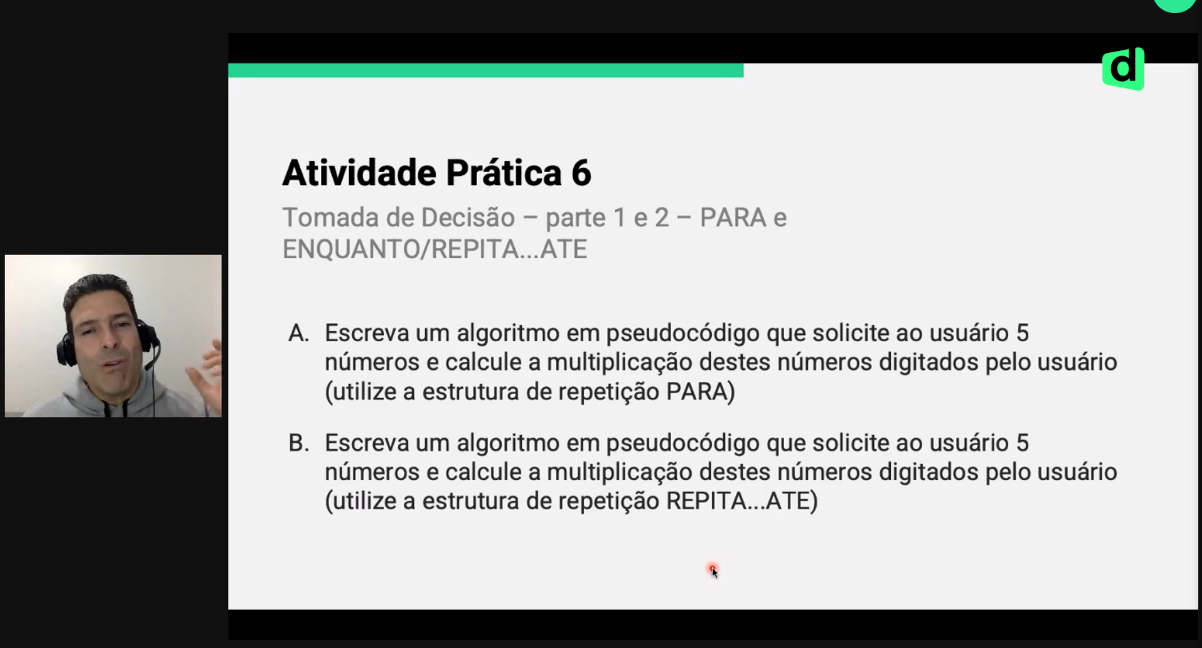 d
Atividade Prática 6
Tomada de Decisão – parte 1 e 2 – PARA e
ENQUANTO/REPITA...ATE
A. Escreva um algoritmo em pseudocódigo que solicite ao usuário 5
números e calcule a multiplicação destes números digitados pelo usuário
(utilize a estrutura de repetição PARA)
B. Escreva um algoritmo em pseudocódigo que solicite ao usuário 5
números e calcule a multiplicação destes números digitados pelo usuário
(utilize a estrutura de repetição REPITA...ATE)